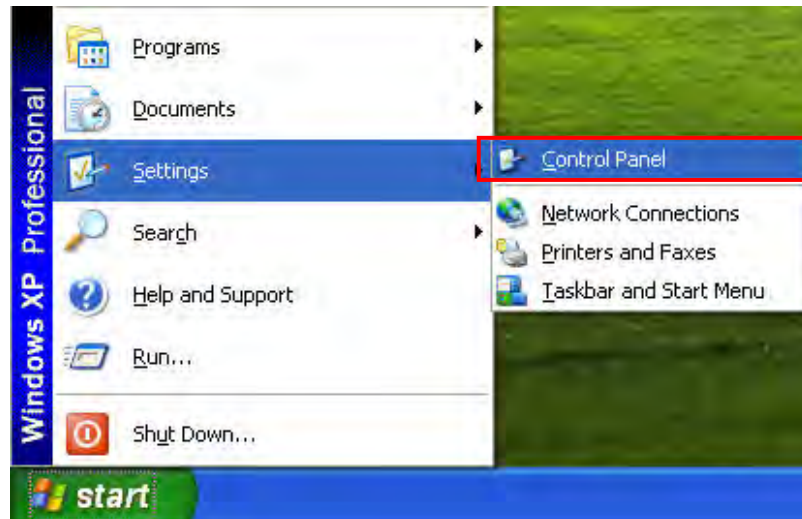 Programs
Documents
Settings
Search
Help and Support
Run...
Shut Down...
Control Panel
Network Connections
Printers and Faxes
Taskbar and Start Menu
Windows XP Professional
start